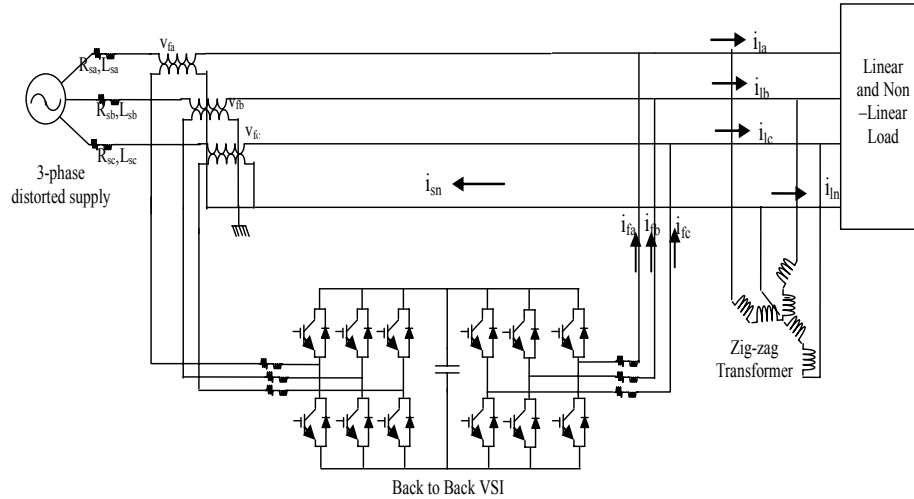 v_fa
R_sa,L_sa
v_fb
R_sb,L_sb
v_fc
R_sc,L_sc
3-phase
distorted supply
i_la
i_lb
i_lc
i_sn
i_ln
i_fa
i_fb
i_fc
Linear
and Non
–Linear
Load
Zig-zag
Transformer
Back to Back VSI